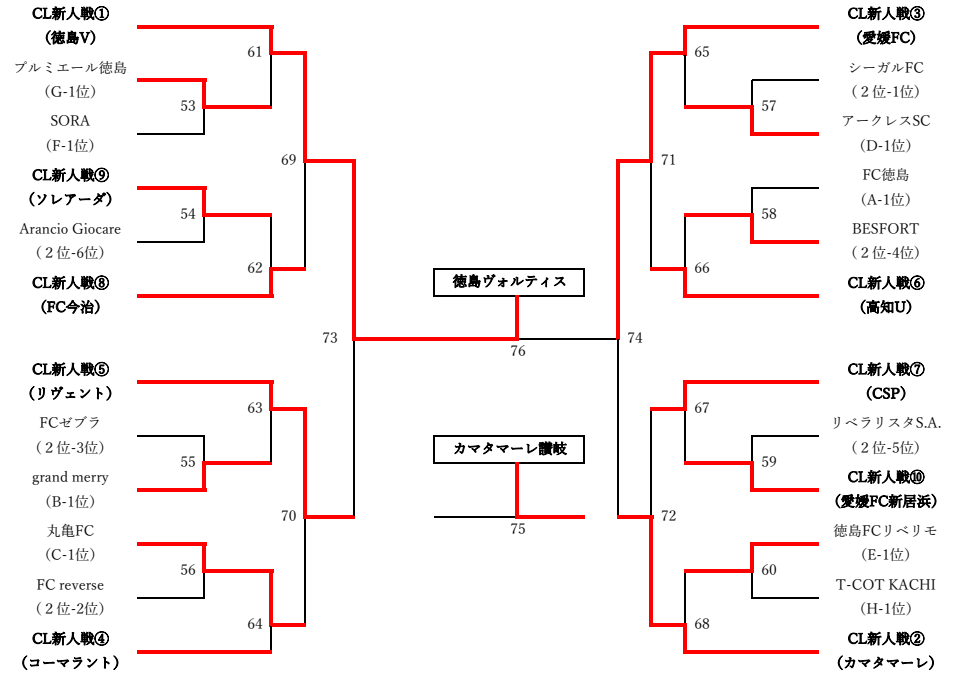 CL新人戦①
（徳島V）
プルミエール徳島
（G-1位）
SORA
（F-1位）
CL新人戦⑨
（ソレアーダ）
Arancio Giocare
（２位-6位）
CL新人戦⑧
（FC今治）
61
53
54
62
69
CL新人戦⑤
（リヴェント）
FCゼブラ
（２位-3位）
grand merry
（B-1位）
丸亀FC
（C-1位）
FC reverse
（２位-2位）
CL新人戦④
（コーマラント）
63
55
56
64
70
73
徳島ヴォルティス
76
カマタマーレ讃岐
75
74
CL新人戦③
（愛媛FC）
シーガルFC
（２位-1位）
アークレスSC
（D-1位）
FC徳島
（A-1位）
BESFORT
（２位-4位）
CL新人戦⑥
（高知U）
65
57
58
66
71
CL新人戦⑦
（CSP）
リベラリスタS.A.
（２位-5位）
CL新人戦⑩
（愛媛FC新居浜）
徳島FCリベリモ
（E-1位）
T-COT KACHI
（H-1位）
CL新人戦②
（カマタマーレ）
67
59
60
68
72